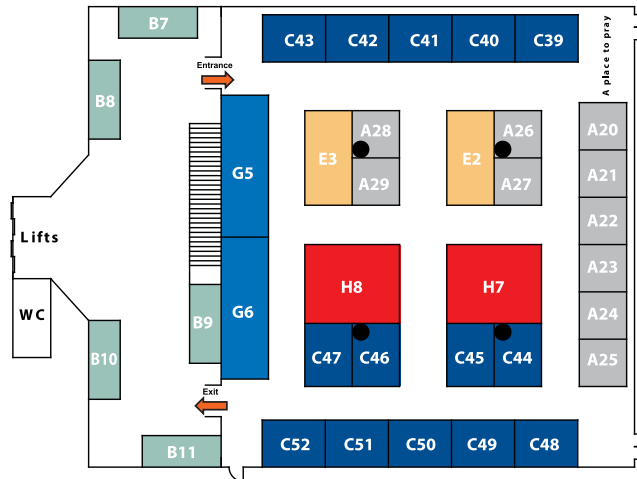 B7
C43 C42 C41 C40 C39
A place to pray
Entrance
B8
A28
A26
A20
E3
E2
G5
A29
A27
A21
A22
Lifts
A23
H8
H7
WC
G6
A24
B9
B10
C47 C46
C45 C44
A25
Exit
B11
C52 C51 C50 C49 C48